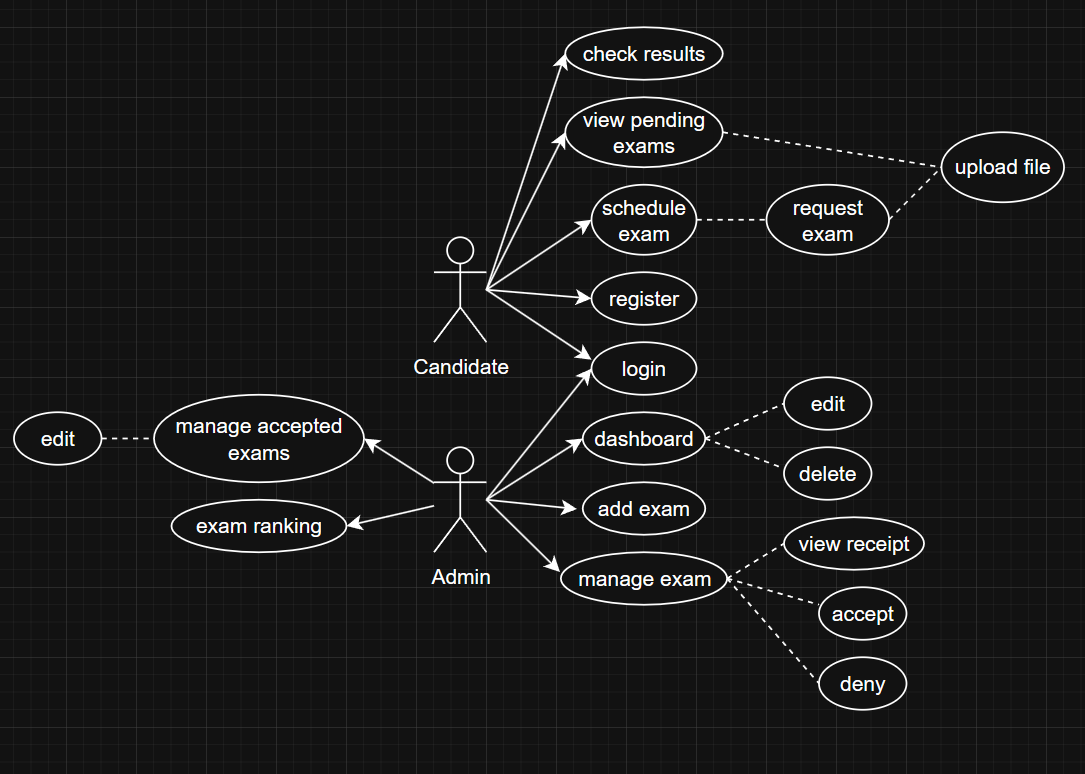 check results
view pending
exams
upload file
schedule
exam
request
exam
register
Candidate
login
edit
manage accepted
exams
edit
dashboard
delete
exam ranking
add exam
view receipt
Admin
manage exam
accept
deny